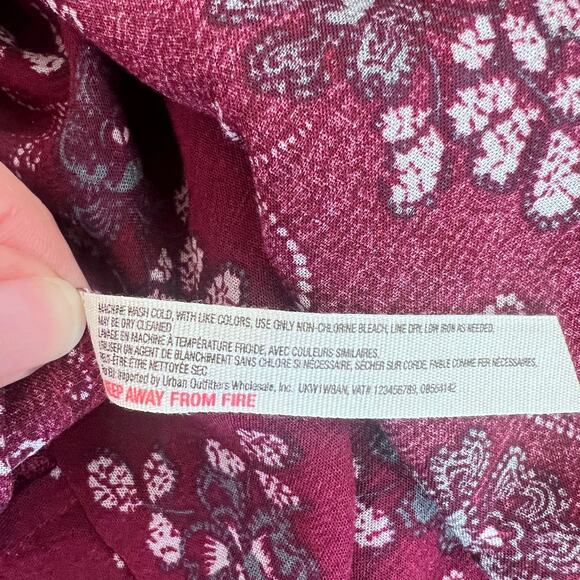 MACHINE WASH COLD, WITH LIKE COLORS, USE ONLY NON-CHLORINE BLEACH, LINE DRY, LOW IRON AS NEEDED.
MAY BE DRY CLEANED
LAVAGE EN MACHINE À TEMPÉRATURE FROIDE, AVEC COULEURS SIMILAIRES.
UTILISER UN AGENT DE BLANCHIMENT SANS CHLORE SI NÉCESSAIRE, SÉCHER SUR CORDE, FAIBLE COMME FER NÉCESSAIRES.
PEUT-ÊTRE ÊTRE NETTOYÉE SEC
EU: Imported by Urban Outfitters Wholesale, Inc. UKW1WBAN, VAT# 123456789, 08554142
KEEP AWAY FROM FIRE